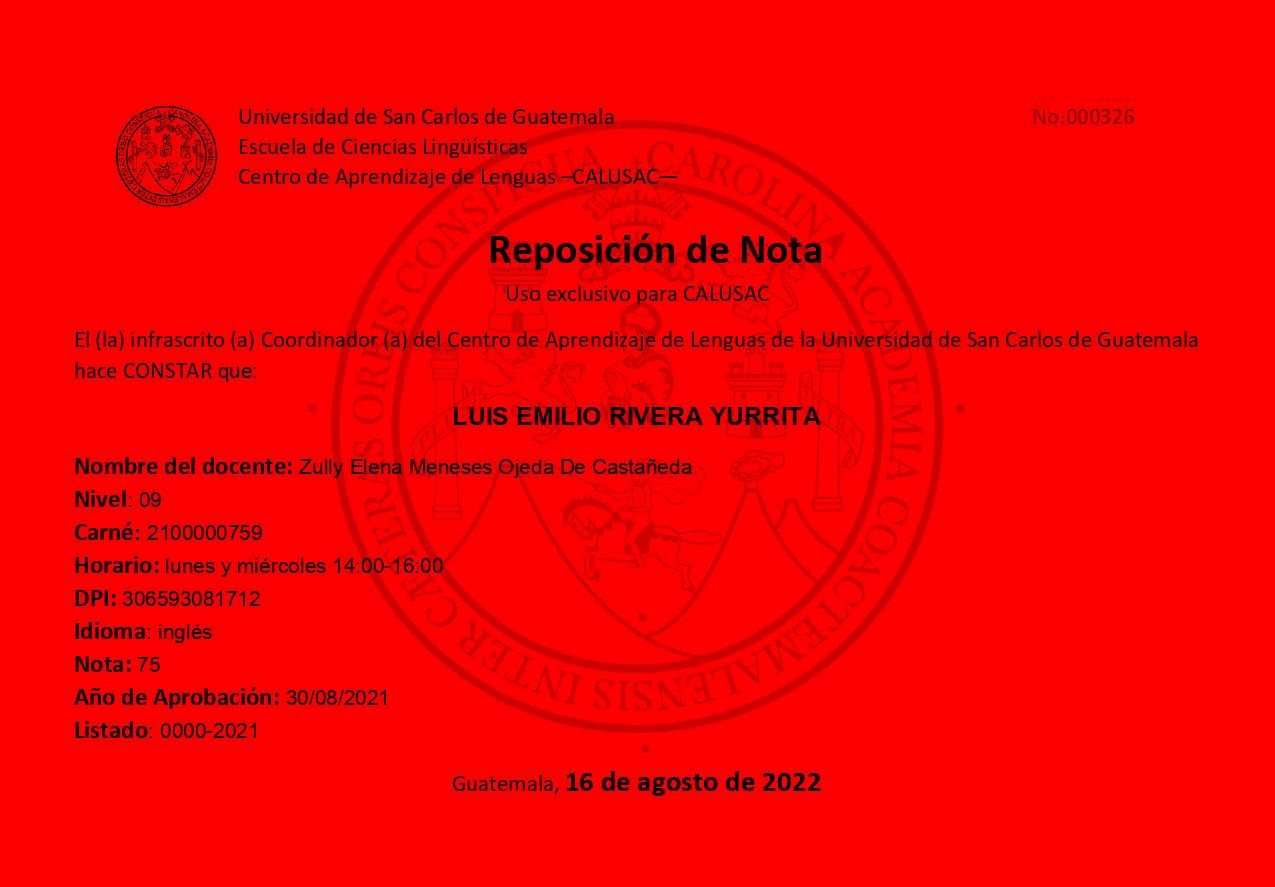 Universidad de San Carlos de Guatemala
No.000326
Escuela de Ciencias Lingüísticas
Centro de Aprendizaje de Lenguas –CALUSAC—
Reposición de Nota
Uso exclusivo para CALUSAC
El (la) infrascrito (a) Coordinador (a) del Centro de Aprendizaje de Lenguas de la Universidad de San Carlos de Guatemala
hace CONSTAR que:
LUIS EMILIO RIVERA YURRITA
Nombre del docente: Zully Elena Meneses Ojeda De Castañeda
Nivel: 09
Carné: 2100000759
Horario: lunes y miércoles 14:00-16:00
DPI: 306593081712
Idioma: inglés
Nota: 75
Año de Aprobación: 30/08/2021
Listado: 0000-2021
Guatemala, 16 de agosto de 2022
CAROLINA ACADEMIA COACTEMALENSIS INTER CÆTERAS ORBIS CONSPICUA